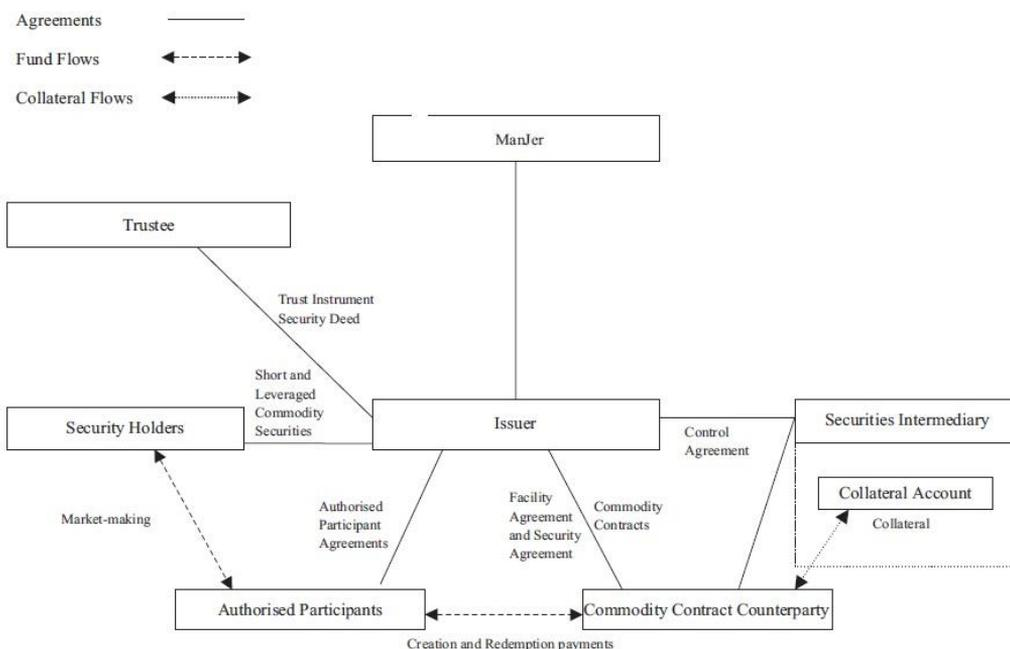 Agreements
Fund Flows
Collateral Flows
ManJer
Trustee
Trust Instrument
Security Deed
Short and
Leveraged
Commodity
Securities
Security Holders
Issuer
Securities Intermediary
Control
Agreement
Collateral Account
Collateral
Market-making
Authorised
Participant
Agreements
Facility
Agreement
and Security
Agreement
Commodity
Contracts
Authorised Participants
Commodity Contract Counterparty
Creation and Redemption payments